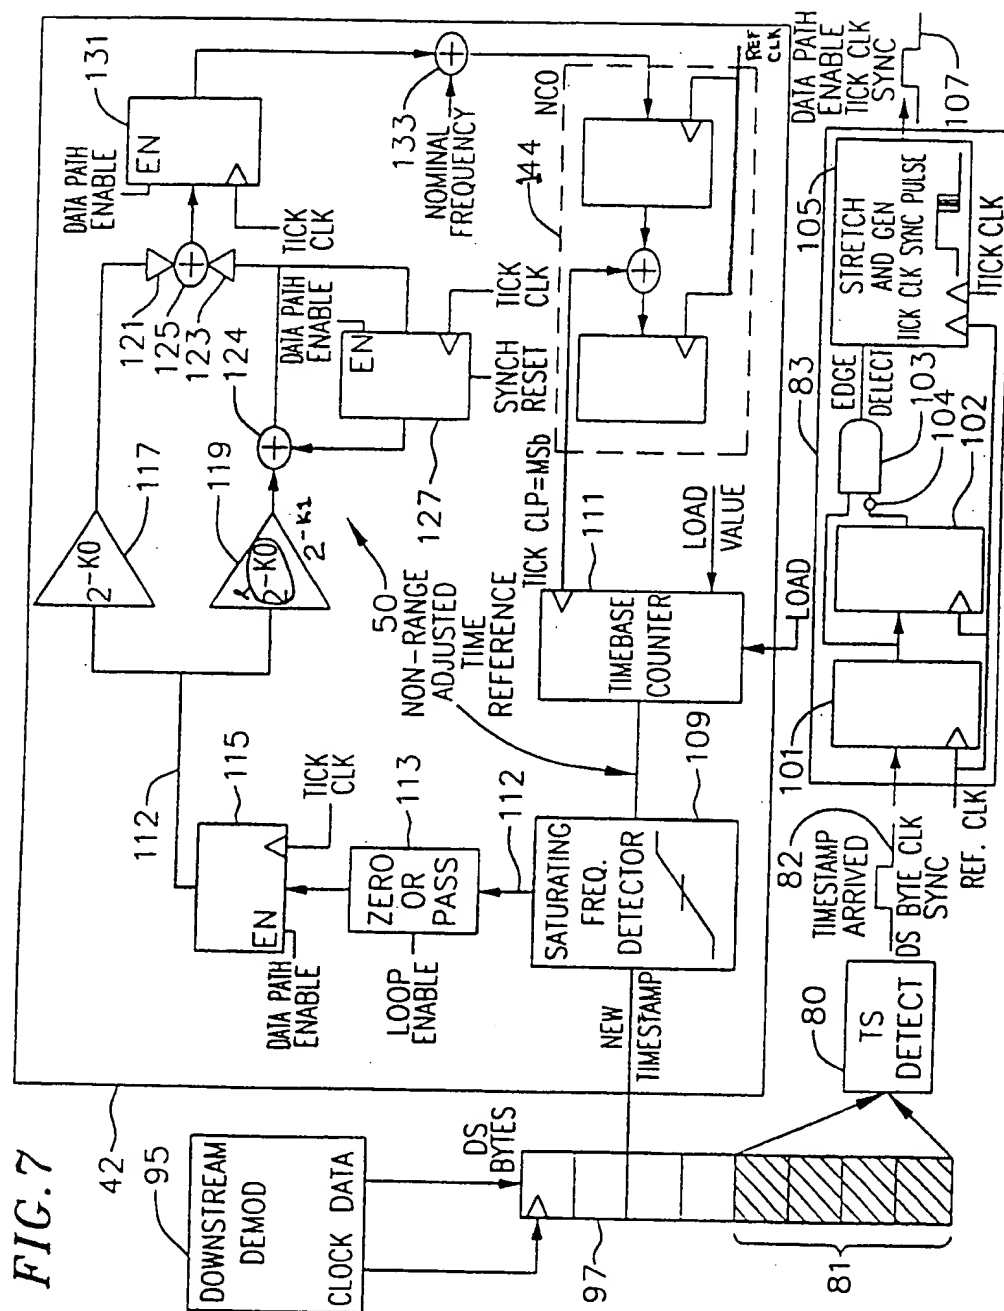 FIG. 7
42
95
DOWNSTREAM
DEMOD
CLOCK DATA
DS
BYTES
97
81
80
TS
DETECT
TIMESTAMP
ARRIVED
82
DS BYTE CLK
SYNC
REF. CLK
NEW
TIMESTAMP
SATURATING
FREQ.
DETECTOR
109
112
ZERO
OR
PASS
113
LOOP
ENABLE
115
EN
DATA PATH
ENABLE
TICK
CLK
112
2-K0
117
2-K0
2-K1
119
50
NON-RANGE
ADJUSTED
TIME
REFERENCE
TIMEBASE
COUNTER
111
TICK CLP=MSb
LOAD
VALUE
LOAD
124
121
125
123
EN
DATA PATH
ENABLE
TICK
CLK
SYNCH
RESET
127
131
EN
DATA PATH
ENABLE
TICK
CLK
133
NOMINAL
FREQUENCY
144
NCO
REF
CLK
83
101
102
103
104
EDGE
DELECT
105
STRETCH
AND GEN
TICK CLK SYNC PULSE
TICK CLK
DATA PATH
ENABLE
TICK CLK
SYNC
107